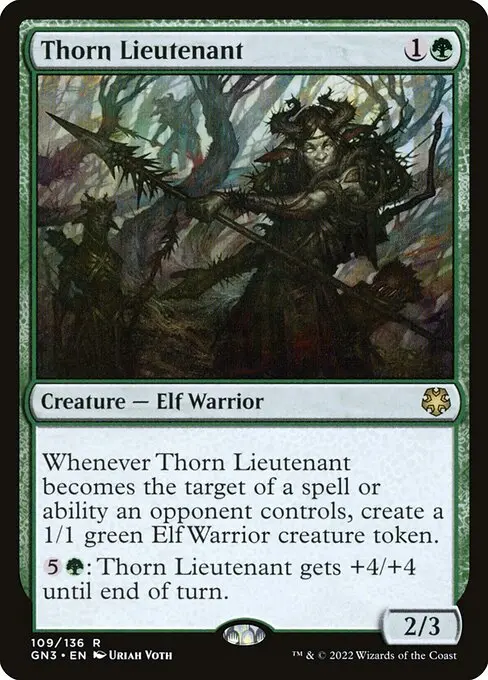 Thorn Lieutenant 1
Creature — Elf Warrior
Whenever Thorn Lieutenant
becomes the target of a spell or
ability an opponent controls, create a
1/1 green Elf Warrior creature token.
5 : Thorn Lieutenant gets +4/+4
until end of turn.
2/3
109/136 R
GN3 • EN Uriah Voth
™ & © 2022 Wizards of the Coast